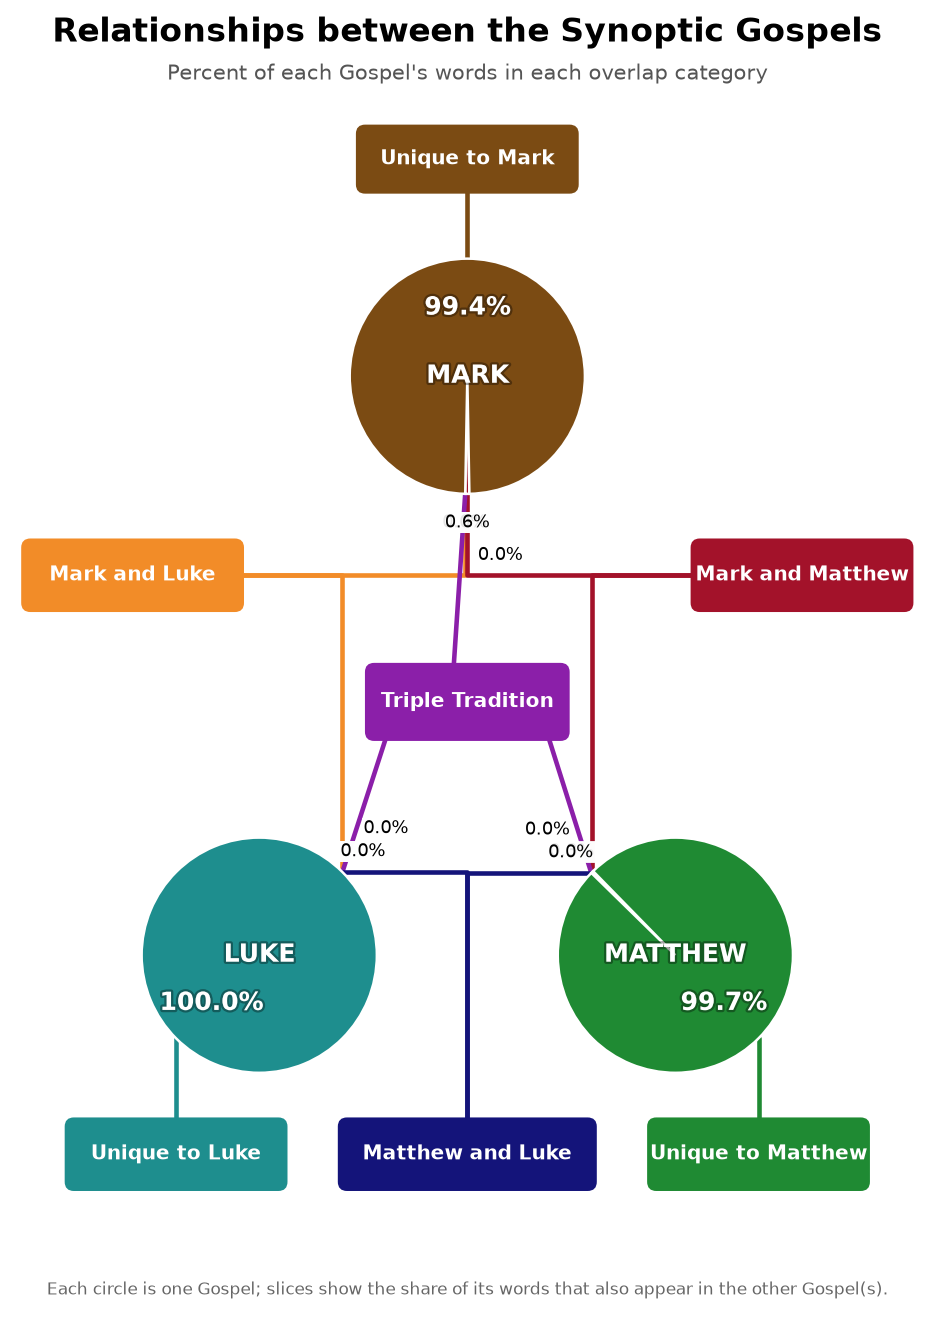 Relationships between the Synoptic Gospels
Percent of each Gospel's words in each overlap category
Unique to Mark
99.4%
MARK
0.6%
0.0%
Mark and Luke
Mark and Matthew
Triple Tradition
0.0%
0.0%
0.0%
0.0%
LUKE
MATTHEW
100.0%
99.7%
Unique to Luke
Matthew and Luke
Unique to Matthew
Each circle is one Gospel; slices show the share of its words that also appear in the other Gospel(s).